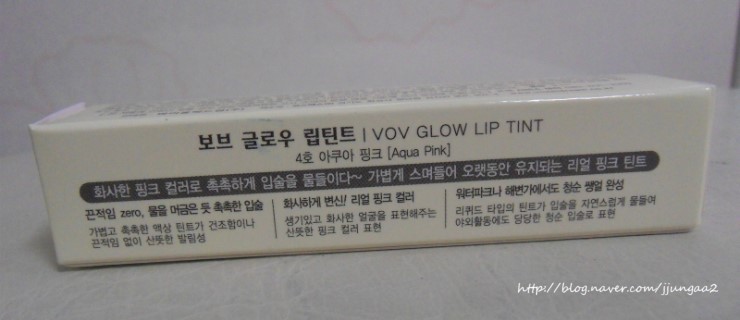 보브 글로우 립틴트 | VOV GLOW LIP TINT
4호 아쿠아 핑크 [Aqua Pink]
화사한 핑크 컬러로 촉촉하게 입술을 물들이다~ 가볍게 스며들어 오랫동안 유지되는 리얼 핑크 틴트
끈적임 zero, 물을 머금은 듯 촉촉한 입술
가볍고 촉촉한 액상 틴트가 건조함이나
끈적임 없이 산뜻한 발림성
화사하게 변신! 리얼 핑크 컬러
생기있고 화사한 얼굴을 표현해주는
산뜻한 핑크 컬러 표현
워터파크나 해변가에서도 청순 쌩얼 완성
리퀴드 타입의 틴트가 입술을 자연스럽게 물들여
야외활동에도 당당한 청순 입술로 표현
http://blog.naver.com/jjungaa2